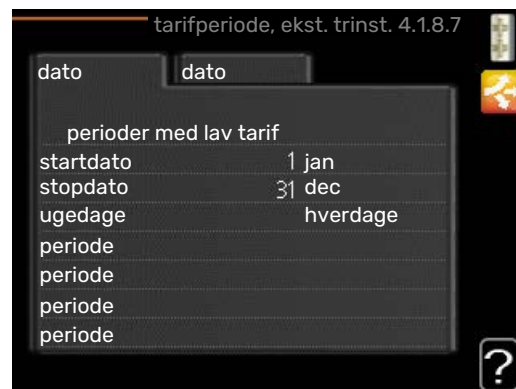 tarifperiode, ekst. trinst. 4.1.8.7
dato dato
perioder med lav tarif
startdato 1 jan
stopdato 31 dec
ugedage hverdage
periode
periode
periode
periode
?